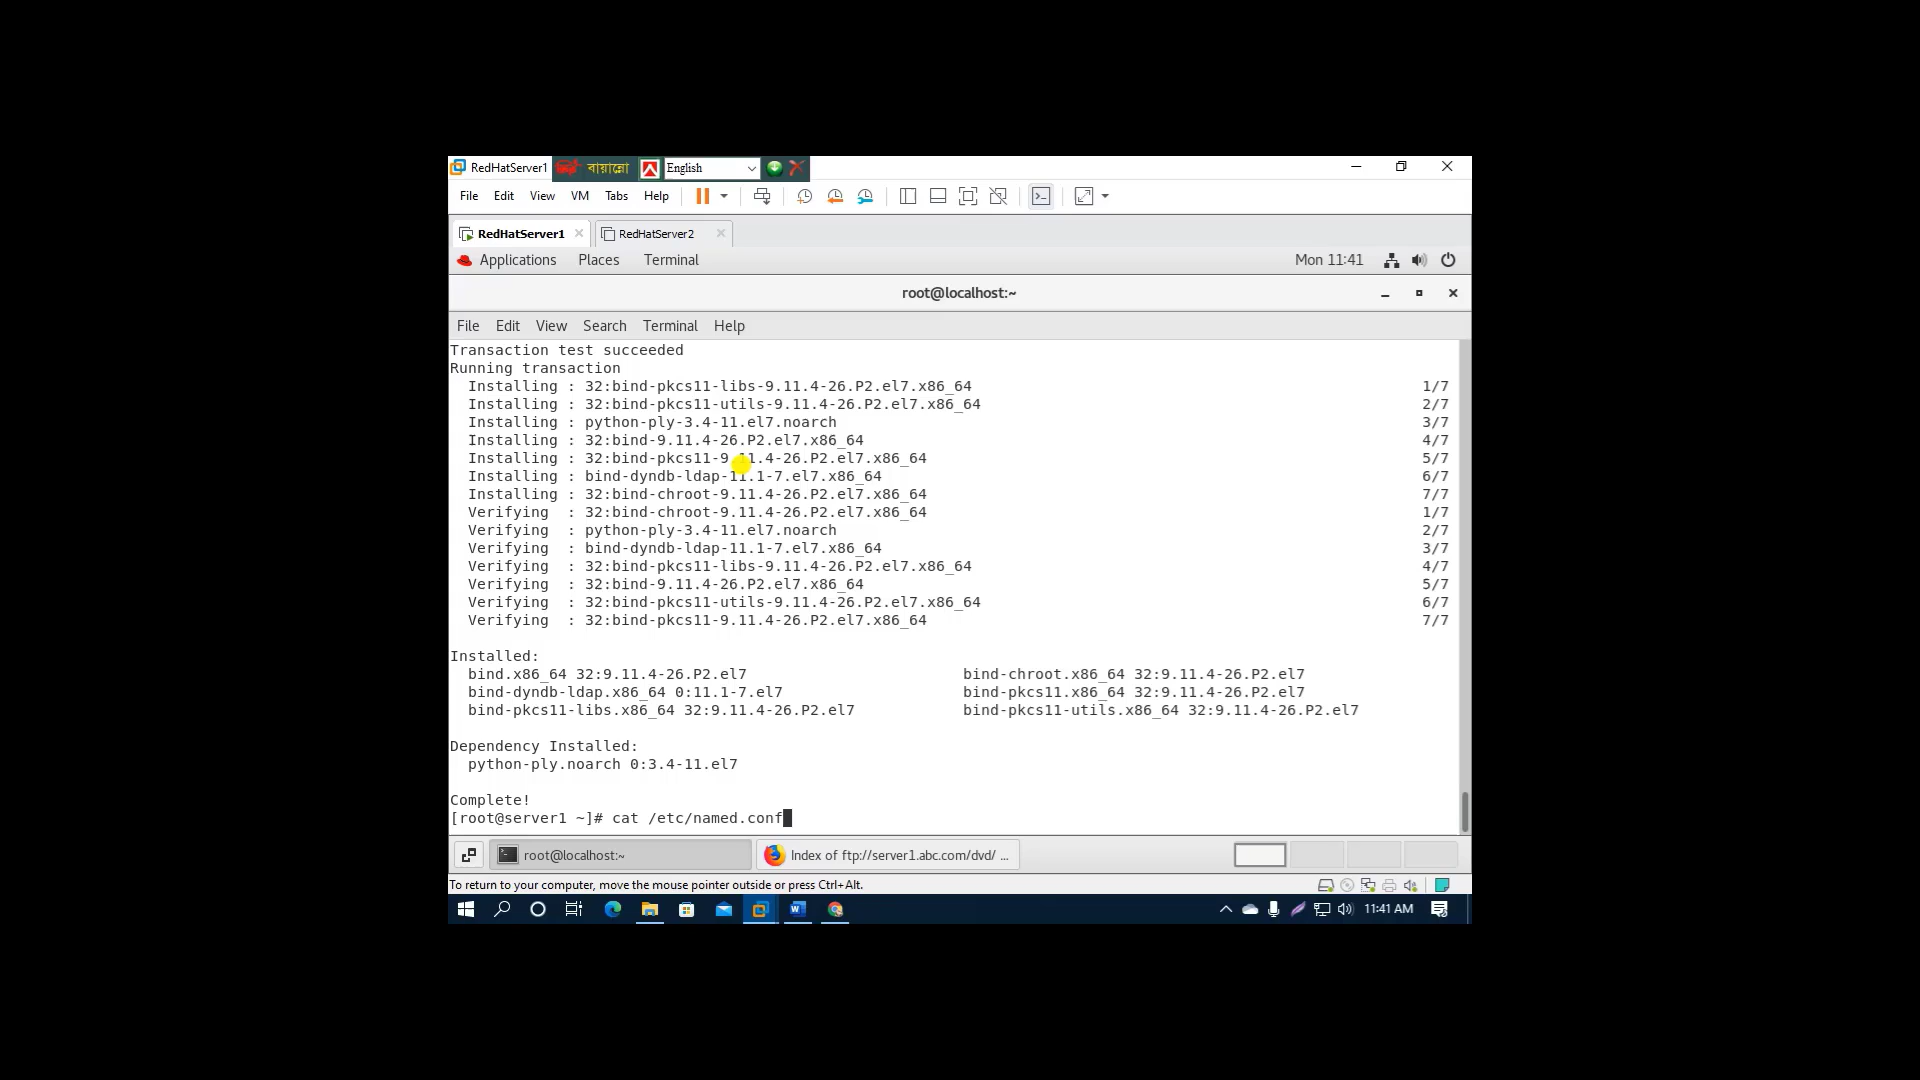 RedHatServer1 বায়ান্নো English
File Edit View VM Tabs Help
RedHatServer1 RedHatServer2
Applications Places Terminal Mon 11:41
root@localhost:~
File Edit View Search Terminal Help
Transaction test succeeded
Running transaction
Installing : 32:bind-pkcs11-libs-9.11.4-26.P2.el7.x86_64 1/7
Installing : 32:bind-pkcs11-utils-9.11.4-26.P2.el7.x86_64 2/7
Installing : python-ply-3.4-11.el7.noarch 3/7
Installing : 32:bind-9.11.4-26.P2.el7.x86_64 4/7
Installing : 32:bind-pkcs11-9.11.4-26.P2.el7.x86_64 5/7
Installing : bind-dyndb-ldap-11.1-7.el7.x86_64 6/7
Installing : 32:bind-chroot-9.11.4-26.P2.el7.x86_64 7/7
Verifying : 32:bind-chroot-9.11.4-26.P2.el7.x86_64 1/7
Verifying : python-ply-3.4-11.el7.noarch 2/7
Verifying : bind-dyndb-ldap-11.1-7.el7.x86_64 3/7
Verifying : 32:bind-pkcs11-libs-9.11.4-26.P2.el7.x86_64 4/7
Verifying : 32:bind-9.11.4-26.P2.el7.x86_64 5/7
Verifying : 32:bind-pkcs11-utils-9.11.4-26.P2.el7.x86_64 6/7
Verifying : 32:bind-pkcs11-9.11.4-26.P2.el7.x86_64 7/7
Installed:
bind.x86_64 32:9.11.4-26.P2.el7 bind-chroot.x86_64 32:9.11.4-26.P2.el7
bind-dyndb-ldap.x86_64 0:11.1-7.el7 bind-pkcs11.x86_64 32:9.11.4-26.P2.el7
bind-pkcs11-libs.x86_64 32:9.11.4-26.P2.el7 bind-pkcs11-utils.x86_64 32:9.11.4-26.P2.el7
Dependency Installed:
python-ply.noarch 0:3.4-11.el7
Complete!
[root@server1 ~]# cat /etc/named.conf
root@localhost:~ Index of ftp://server1.abc.com/dvd/ ...
To return to your computer, move the mouse pointer outside or press Ctrl+Alt.
11:41 AM